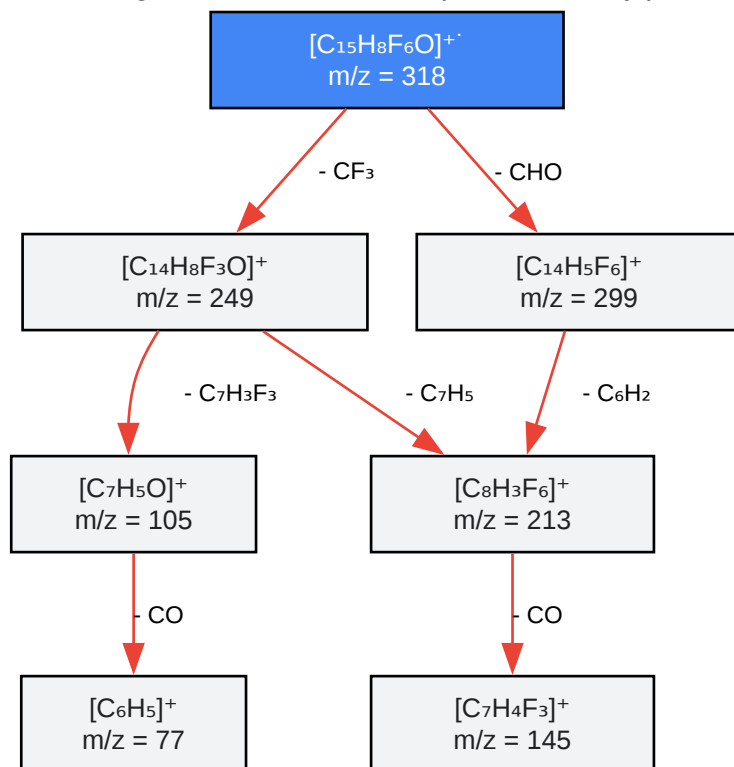 [C₁₅H₈F₆O]⁺˙
m/z = 318
- CF₃
- CHO
[C₁₄H₈F₃O]⁺
m/z = 249
[C₁₄H₅F₆]⁺
m/z = 299
- C₇H₃F₃
- C₇H₅
- C₆H₂
[C₇H₅O]⁺
m/z = 105
[C₈H₃F₆]⁺
m/z = 213
- CO
- CO
[C₆H₅]⁺
m/z = 77
[C₇H₄F₃]⁺
m/z = 145